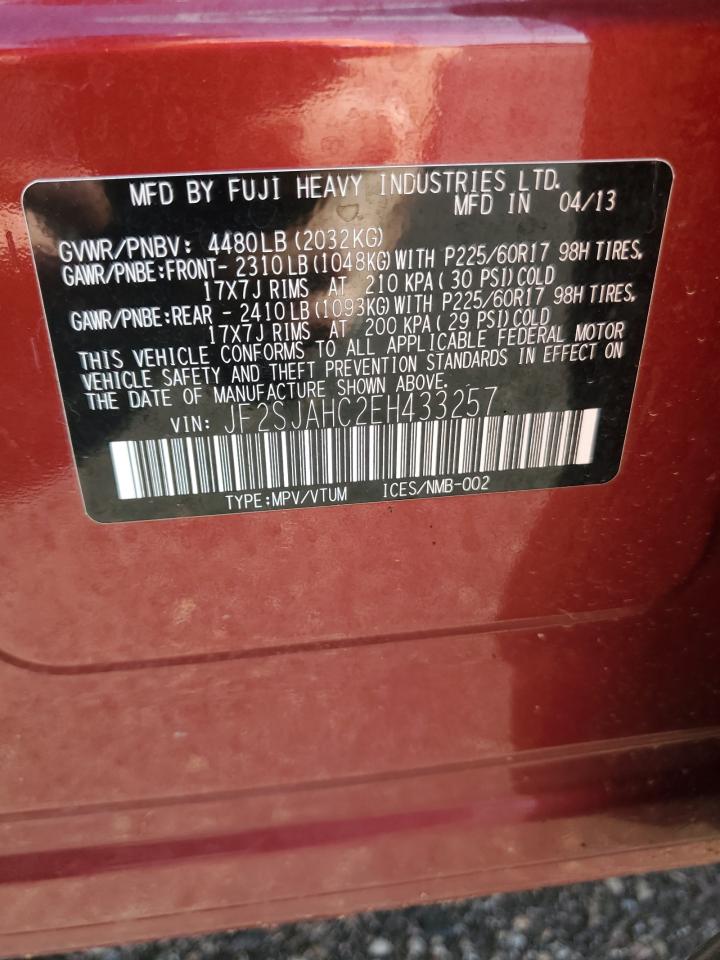 MFD BY FUJI HEAVY INDUSTRIES LTD.
MFD IN 04/13
GVWR/PNBV: 4480LB(2032KG)
GAWR/PNBE:FRONT- 2310LB(1048KG)WITH P225/60R17 98H TIRES,
17X7J RIMS AT 210 KPA( 30 PSI)COLD
GAWR/PNBE:REAR - 2410LB(1093KG)WITH P225/60R17 98H TIRES,
17X7J RIMS AT 200 KPA( 29 PSI)COLD
THIS VEHICLE CONFORMS TO ALL APPLICABLE FEDERAL MOTOR
VEHICLE SAFETY AND THEFT PREVENTION STANDARDS IN EFFECT ON
THE DATE OF MANUFACTURE SHOWN ABOVE.
VIN: JF2SJAHC2EH433257
TYPE:MPV/VTUM ICES/NMB-002